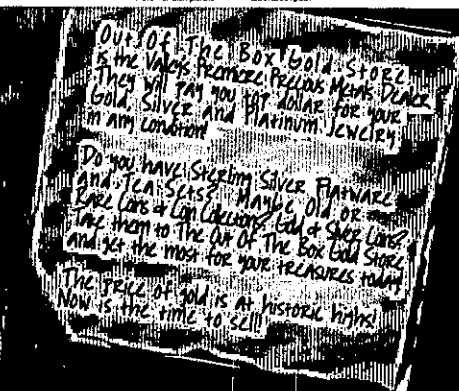 Out Of The Box Gold Store
is the Valleys Premiere Precious Metals Dealer
They will pay you top dollar for your
Gold, Silver and Platinum Jewelry
in any condition!
Do you have Sterling Silver Flatware
and Tea Sets? Maybe Old or
Rare Coins & Coin Collections? Gold & Silver Coins?
Take them to The Out Of The Box Gold Store
and get the most for your treasures today
The price of gold is at historic highs!
Now is the time to sell!